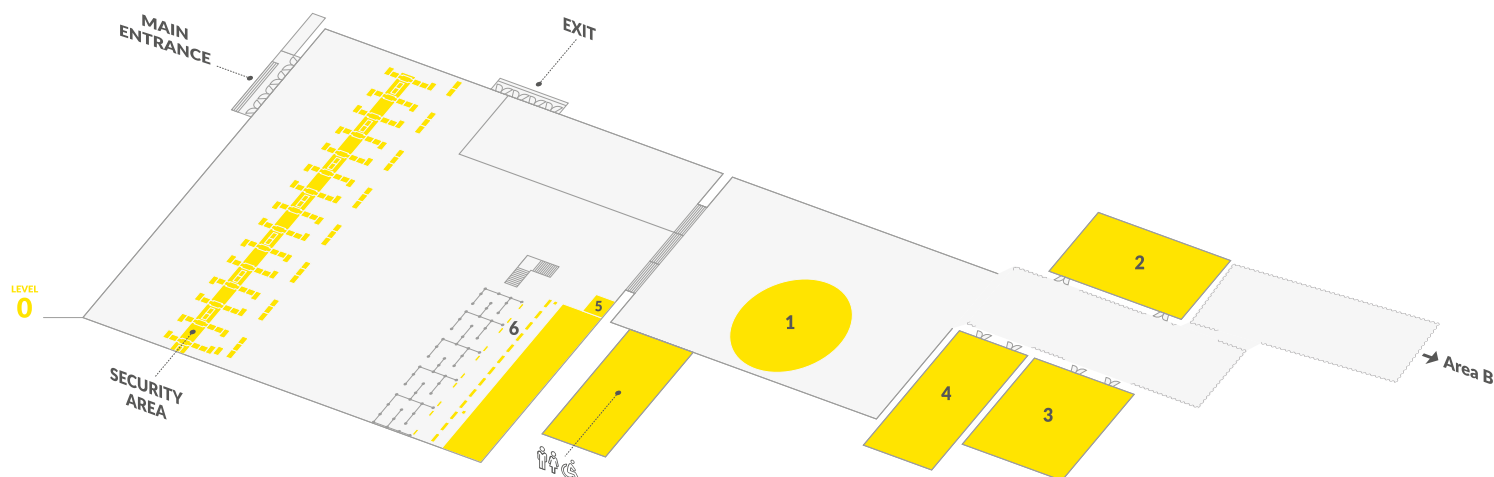 MAIN
ENTRANCE
EXIT
2
LEVEL
0
5
6
1
Area B
SECURITY
AREA
4
3